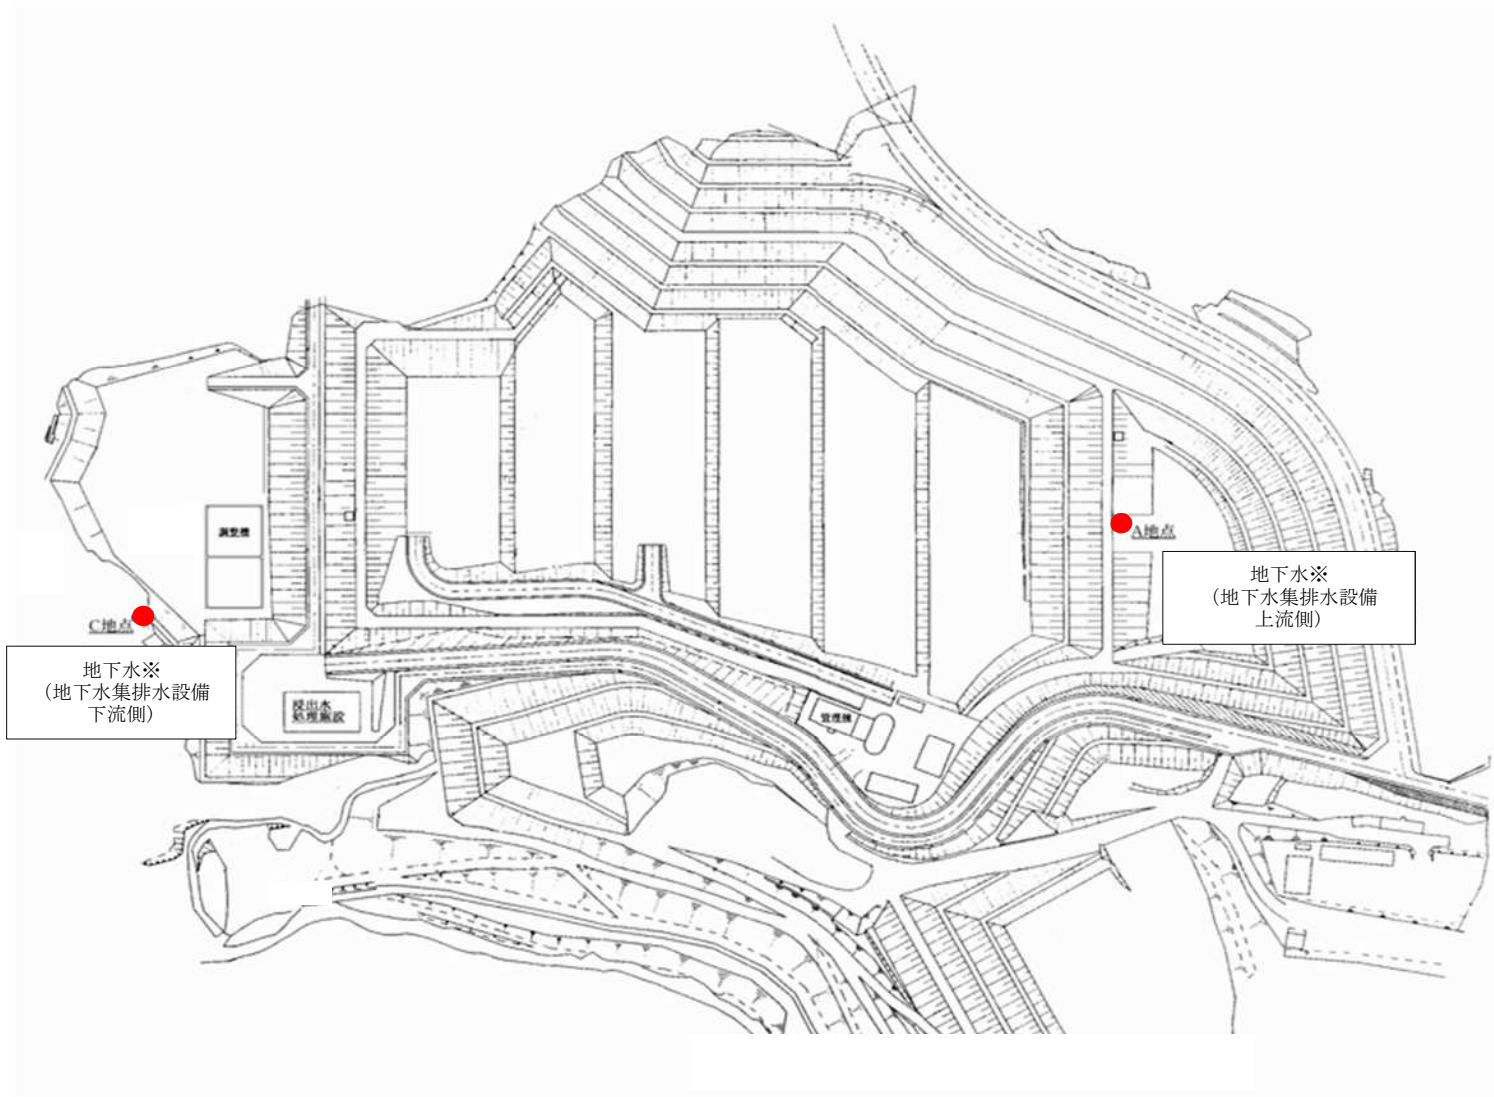 調整槽
A地点
地下水※
（地下水集排水設備
上流側）
C地点
地下水※
（地下水集排水設備
下流側）
浸出水
処理施設
管理棟